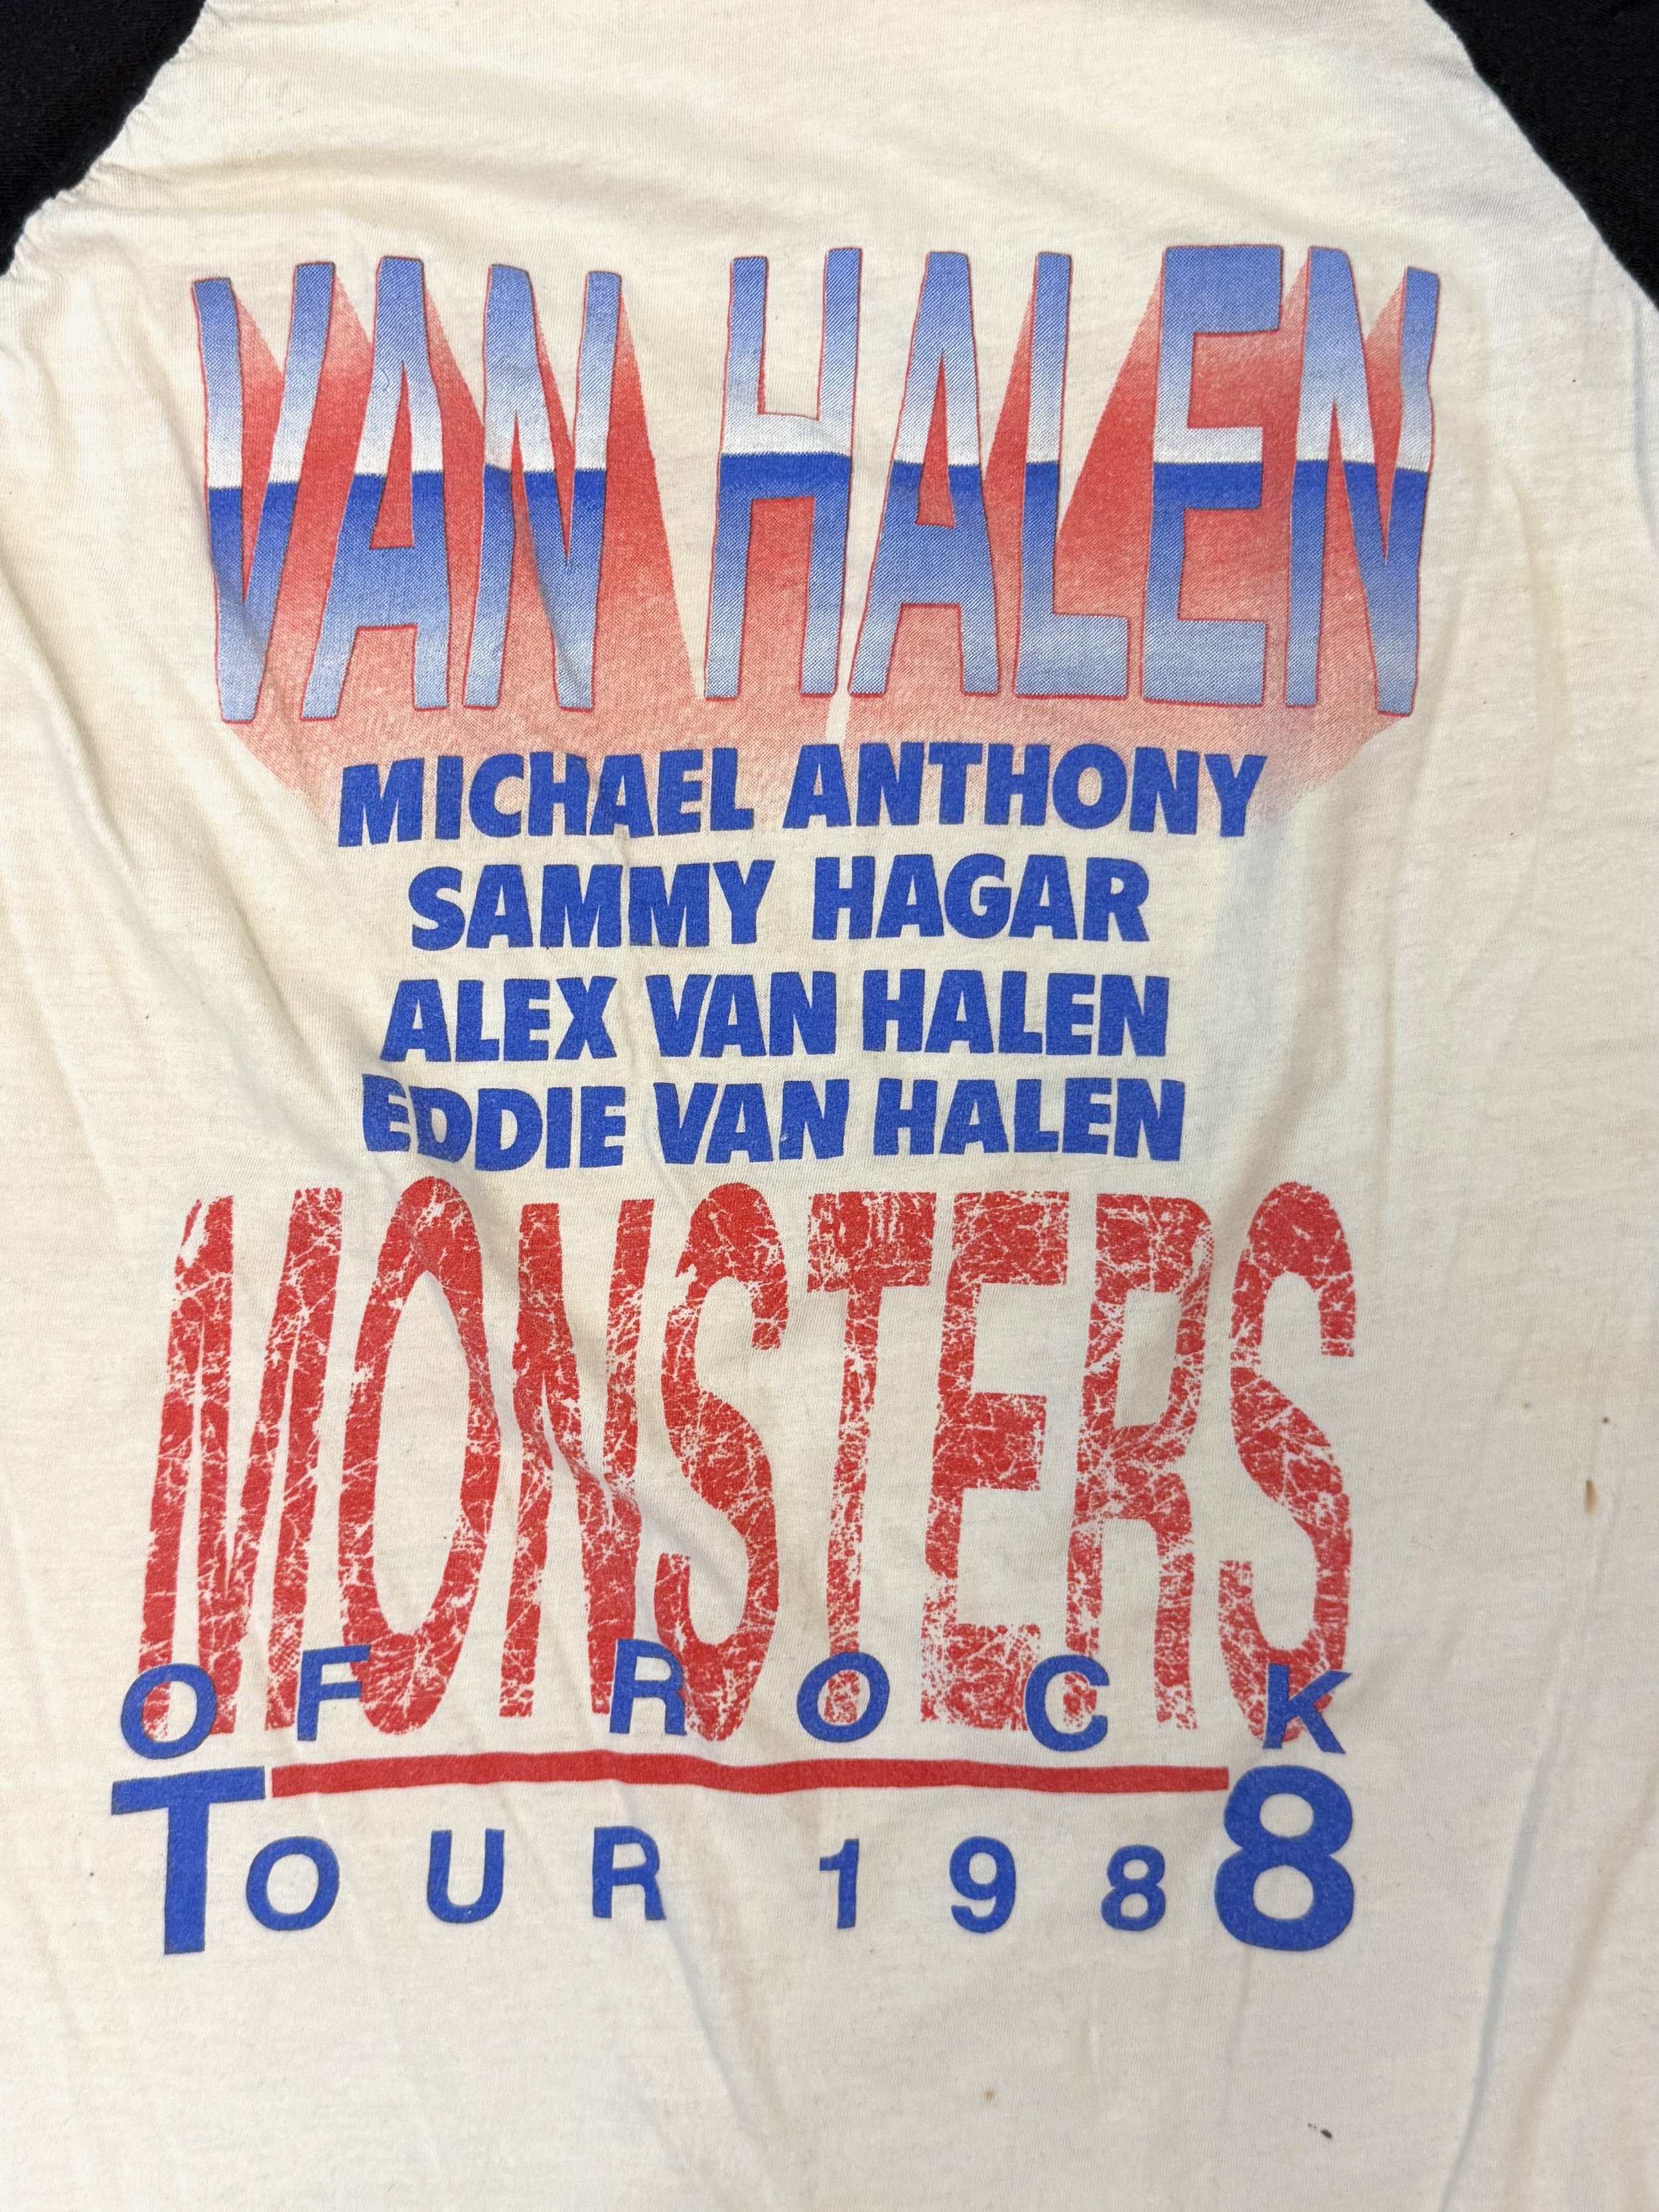 VAN HALEN
MICHAEL ANTHONY
SAMMY HAGAR
ALEX VAN HALEN
EDDIE VAN HALEN
MONSTERS
OF ROCK
TOUR 1988